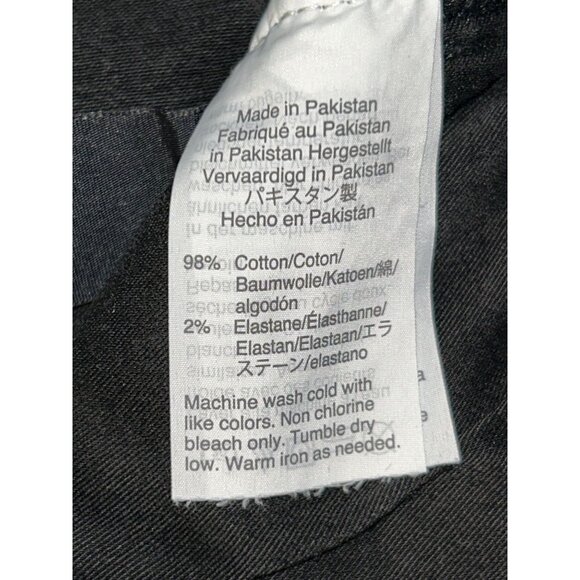 Made in Pakistan
Fabriqué au Pakistan
in Pakistan Hergestellt
Vervaardigd in Pakistan
パキスタン製
Hecho en Pakistán
98% Cotton/Coton/
Baumwolle/Katoen/綿/
algodón
2% Elastane/Élasthanne/
Elastan/Elastaan/エラ
ステーン/elastano
Machine wash cold with
like colors. Non chlorine
bleach only. Tumble dry
low. Warm iron as needed.